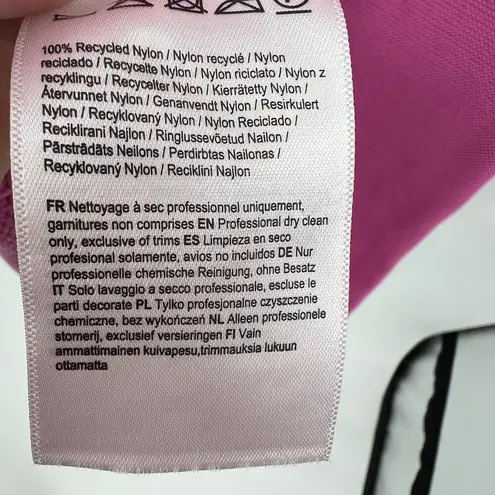 100% Recycled Nylon / Nylon recyclé / Nylon
reciclado / Recycelte Nylon / Nylon riciclato / Nylon z
recyklingu / Recycelter Nylon / Kierrätetty Nylon /
Återvunnet Nylon / Genanvendt Nylon / Resirkulert
Nylon / Recyklovaný Nylon / Nylon Reciclado /
Reciklirani Najlon / Ringlussevõetud Nailon /
Pārstrādāts Neilons / Perdirbtas Nailonas /
Recyklovaný Nylon / Reciklini Najlon
FR Nettoyage à sec professionel uniquement,
garnitures non comprises EN Professional dry clean
only, exclusive of trims ES Limpieza en seco
profesional solamente, avios no incluidos DE Nur
professionelle chemische Reinigung, ohne Besatz
IT Solo lavaggio a secco professionale, escluse le
parti decorate PL Tylko profesjonalne czyszczenie
chemiczne, bez wykończeń NL Alleen professionele
stomerij, exclusief versieringen FI Vain
ammattimainen kuivapesu,trimmauksia lukuun
ottamatta